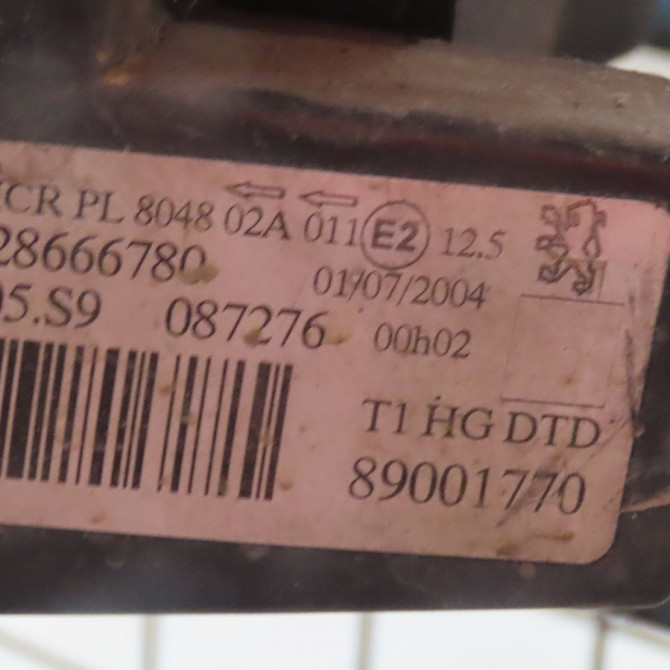 HCR PL 8048 02A 011 E2 12.5
28666780 01/07/2004
05.S9 087276 00h02
T1 HG DTD
89001770